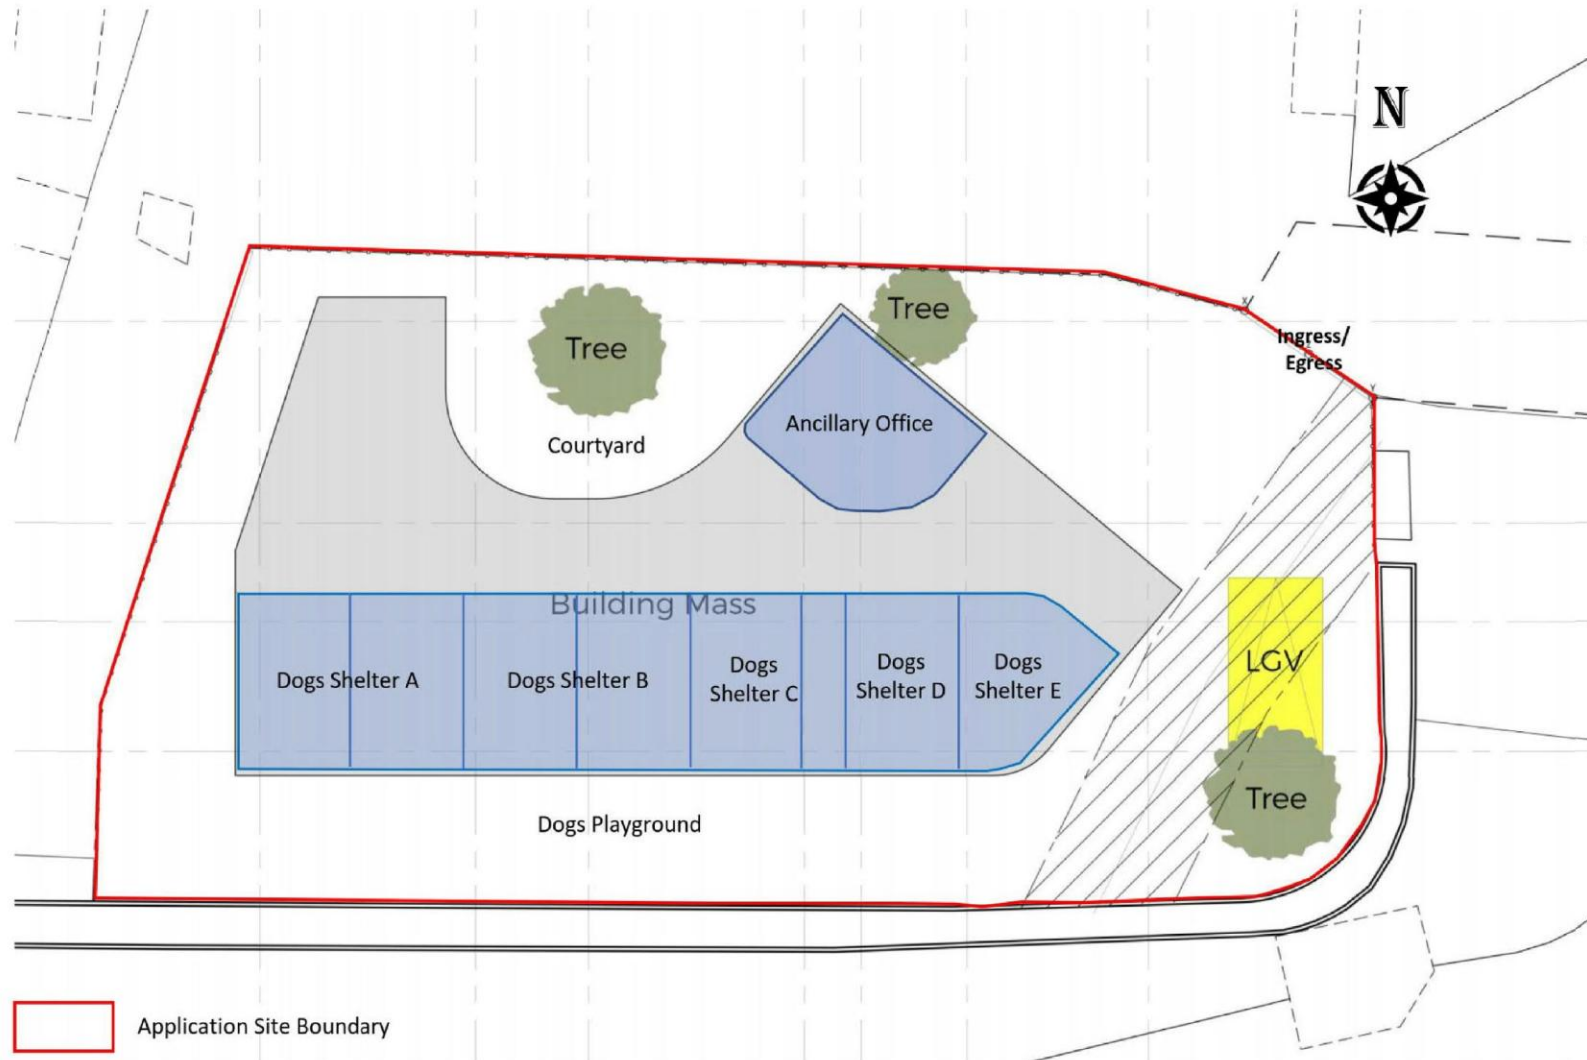 N
Tree
Tree
Ingress/
Egress
Ancillary Office
Courtyard
Building Mass
Dogs Shelter A
Dogs Shelter B
Dogs
Shelter C
Dogs
Shelter D
Dogs
Shelter E
LGV
Tree
Dogs Playground
Application Site Boundary